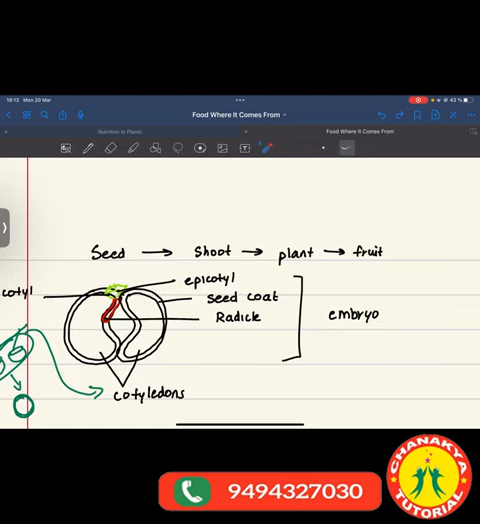 19:13 Mon 20 Mar
43 %
Food Where It Comes From
Nutrition In Plants
Food Where It Comes From
Seed → Shoot → plant → fruit
cotyl
epicotyl
seed coat
Radicle
embryo
cotyledons
9494327030
CHANAKYA
TUTORIAL